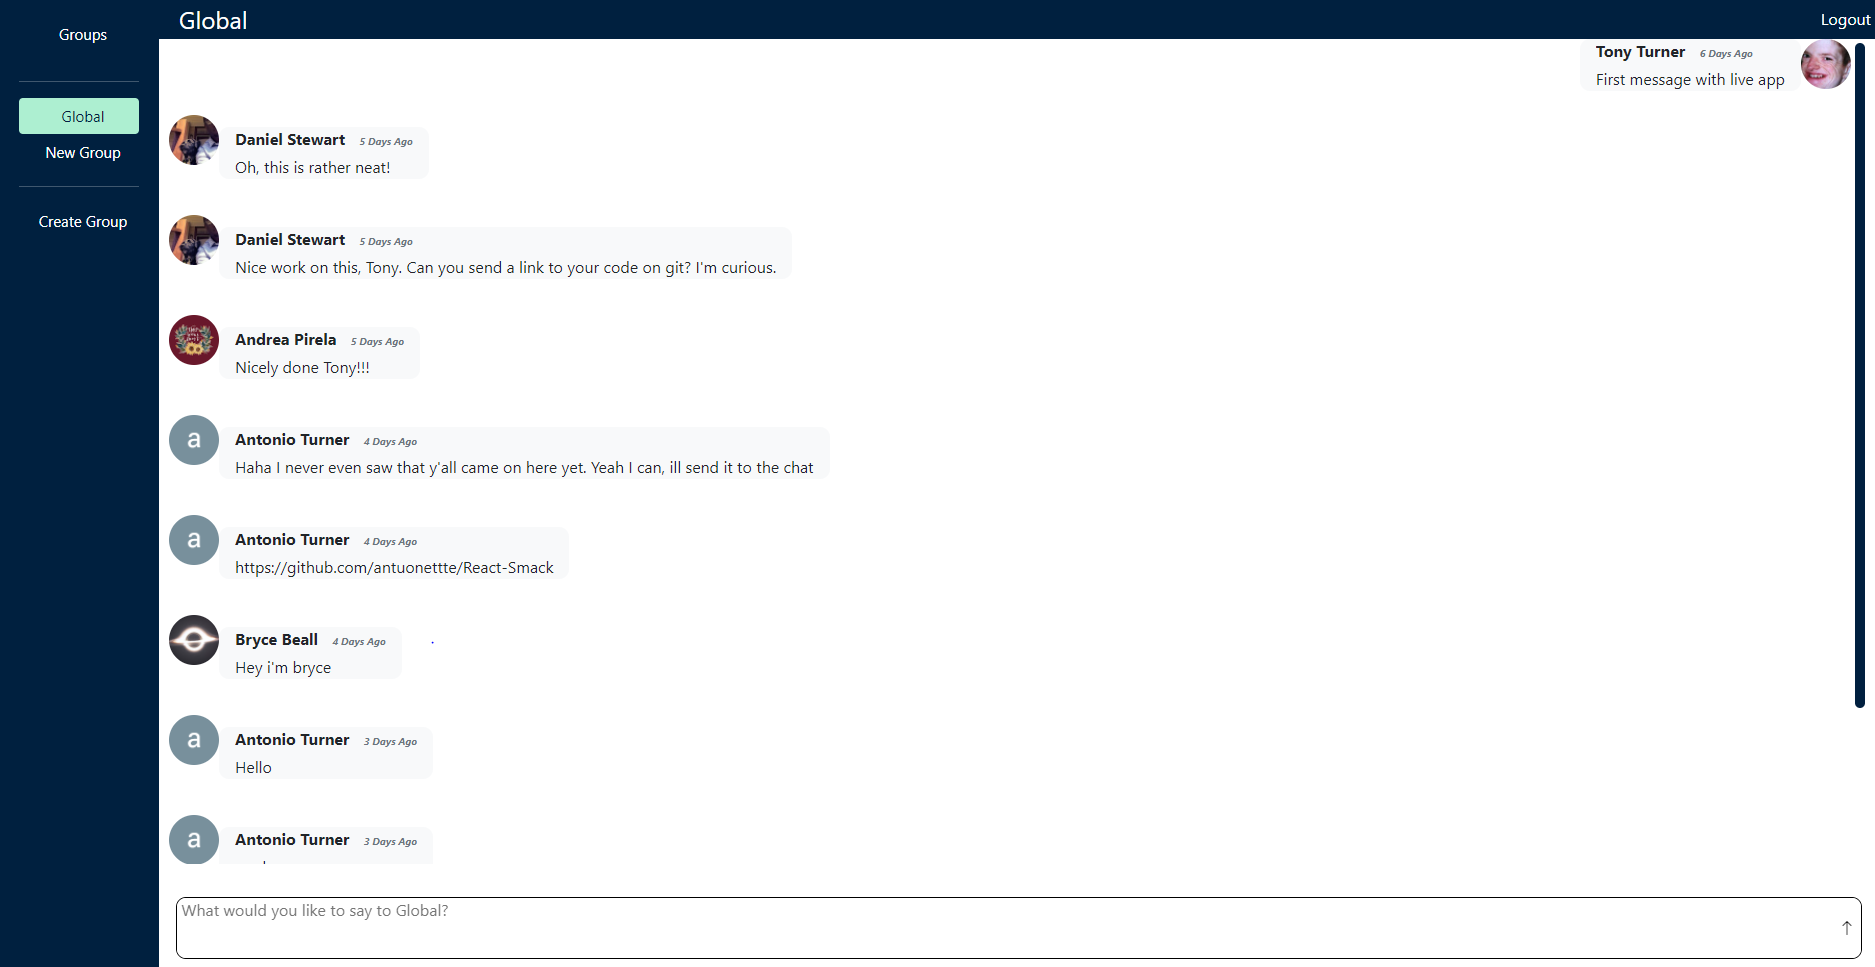 Groups
Global
New Group
Create Group
Global
Logout
Tony Turner 6 Days Ago
First message with live app
Daniel Stewart 5 Days Ago
Oh, this is rather neat!
Daniel Stewart 5 Days Ago
Nice work on this, Tony. Can you send a link to your code on git? I'm curious.
Andrea Pirela 5 Days Ago
Nicely done Tony!!!
a
Antonio Turner 4 Days Ago
Haha I never even saw that y'all came on here yet. Yeah I can, ill send it to the chat
a
Antonio Turner 4 Days Ago
https://github.com/antuonettte/React-Smack
Bryce Beall 4 Days Ago
Hey i'm bryce
a
Antonio Turner 3 Days Ago
Hello
a
Antonio Turner 3 Days Ago
What would you like to say to Global?